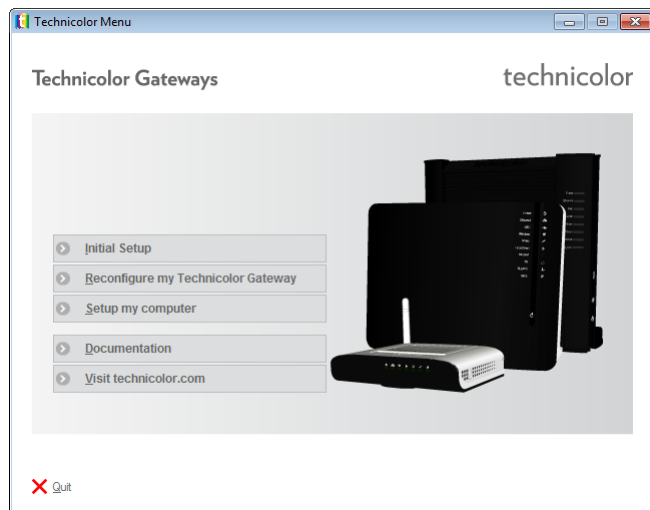 Technicolor Menu
Technicolor Gateways
technicolor
Initial Setup
Reconfigure my Technicolor Gateway
Setup my computer
Documentation
Visit technicolor.com
Quit